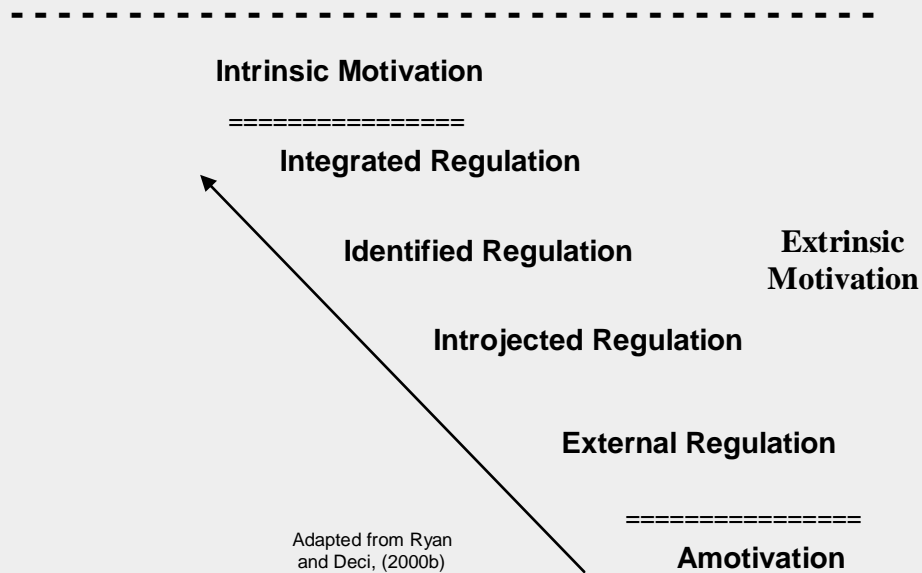 Intrinsic Motivation
================
Integrated Regulation
Identified Regulation
Extrinsic
Motivation
Introjected Regulation
External Regulation
================
Adapted from Ryan
and Deci, (2000b)
Amotivation